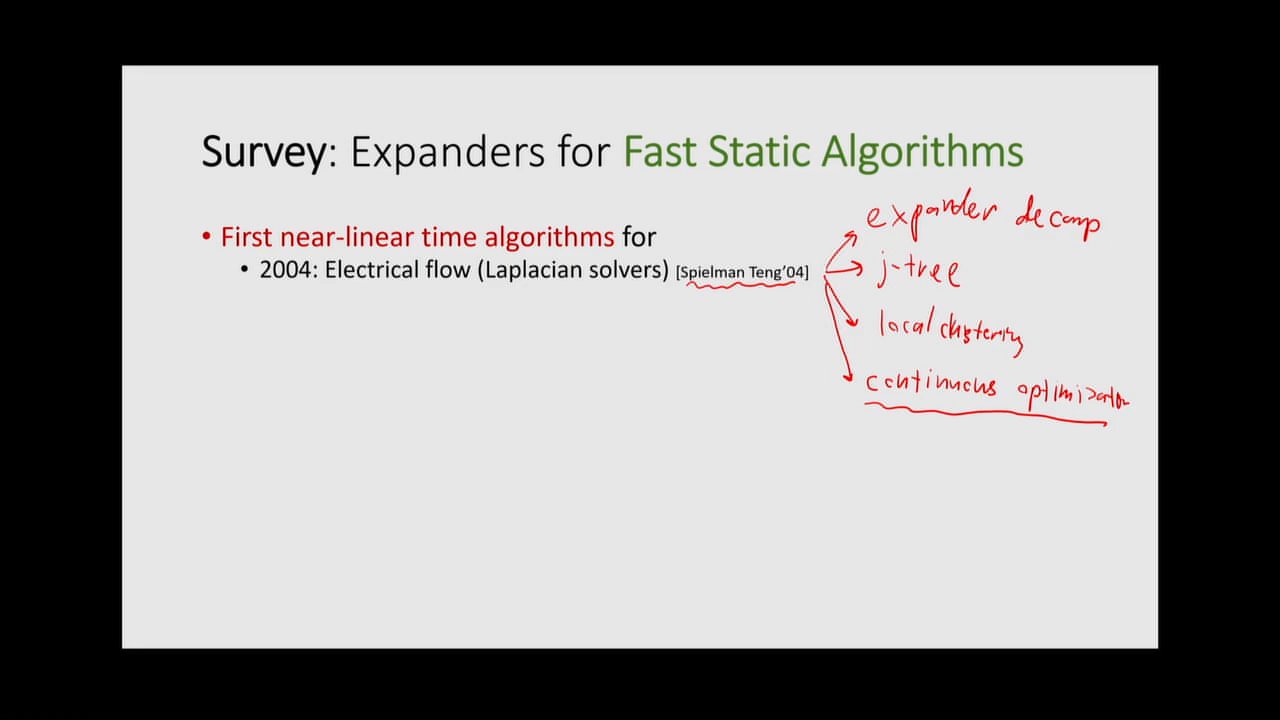 Survey: Expanders for Fast Static Algorithms
• First near-linear time algorithms for
• 2004: Electrical flow (Laplacian solvers) [Spielman Teng'04]
expander decomp
j-tree
local clustering
continuous optimization